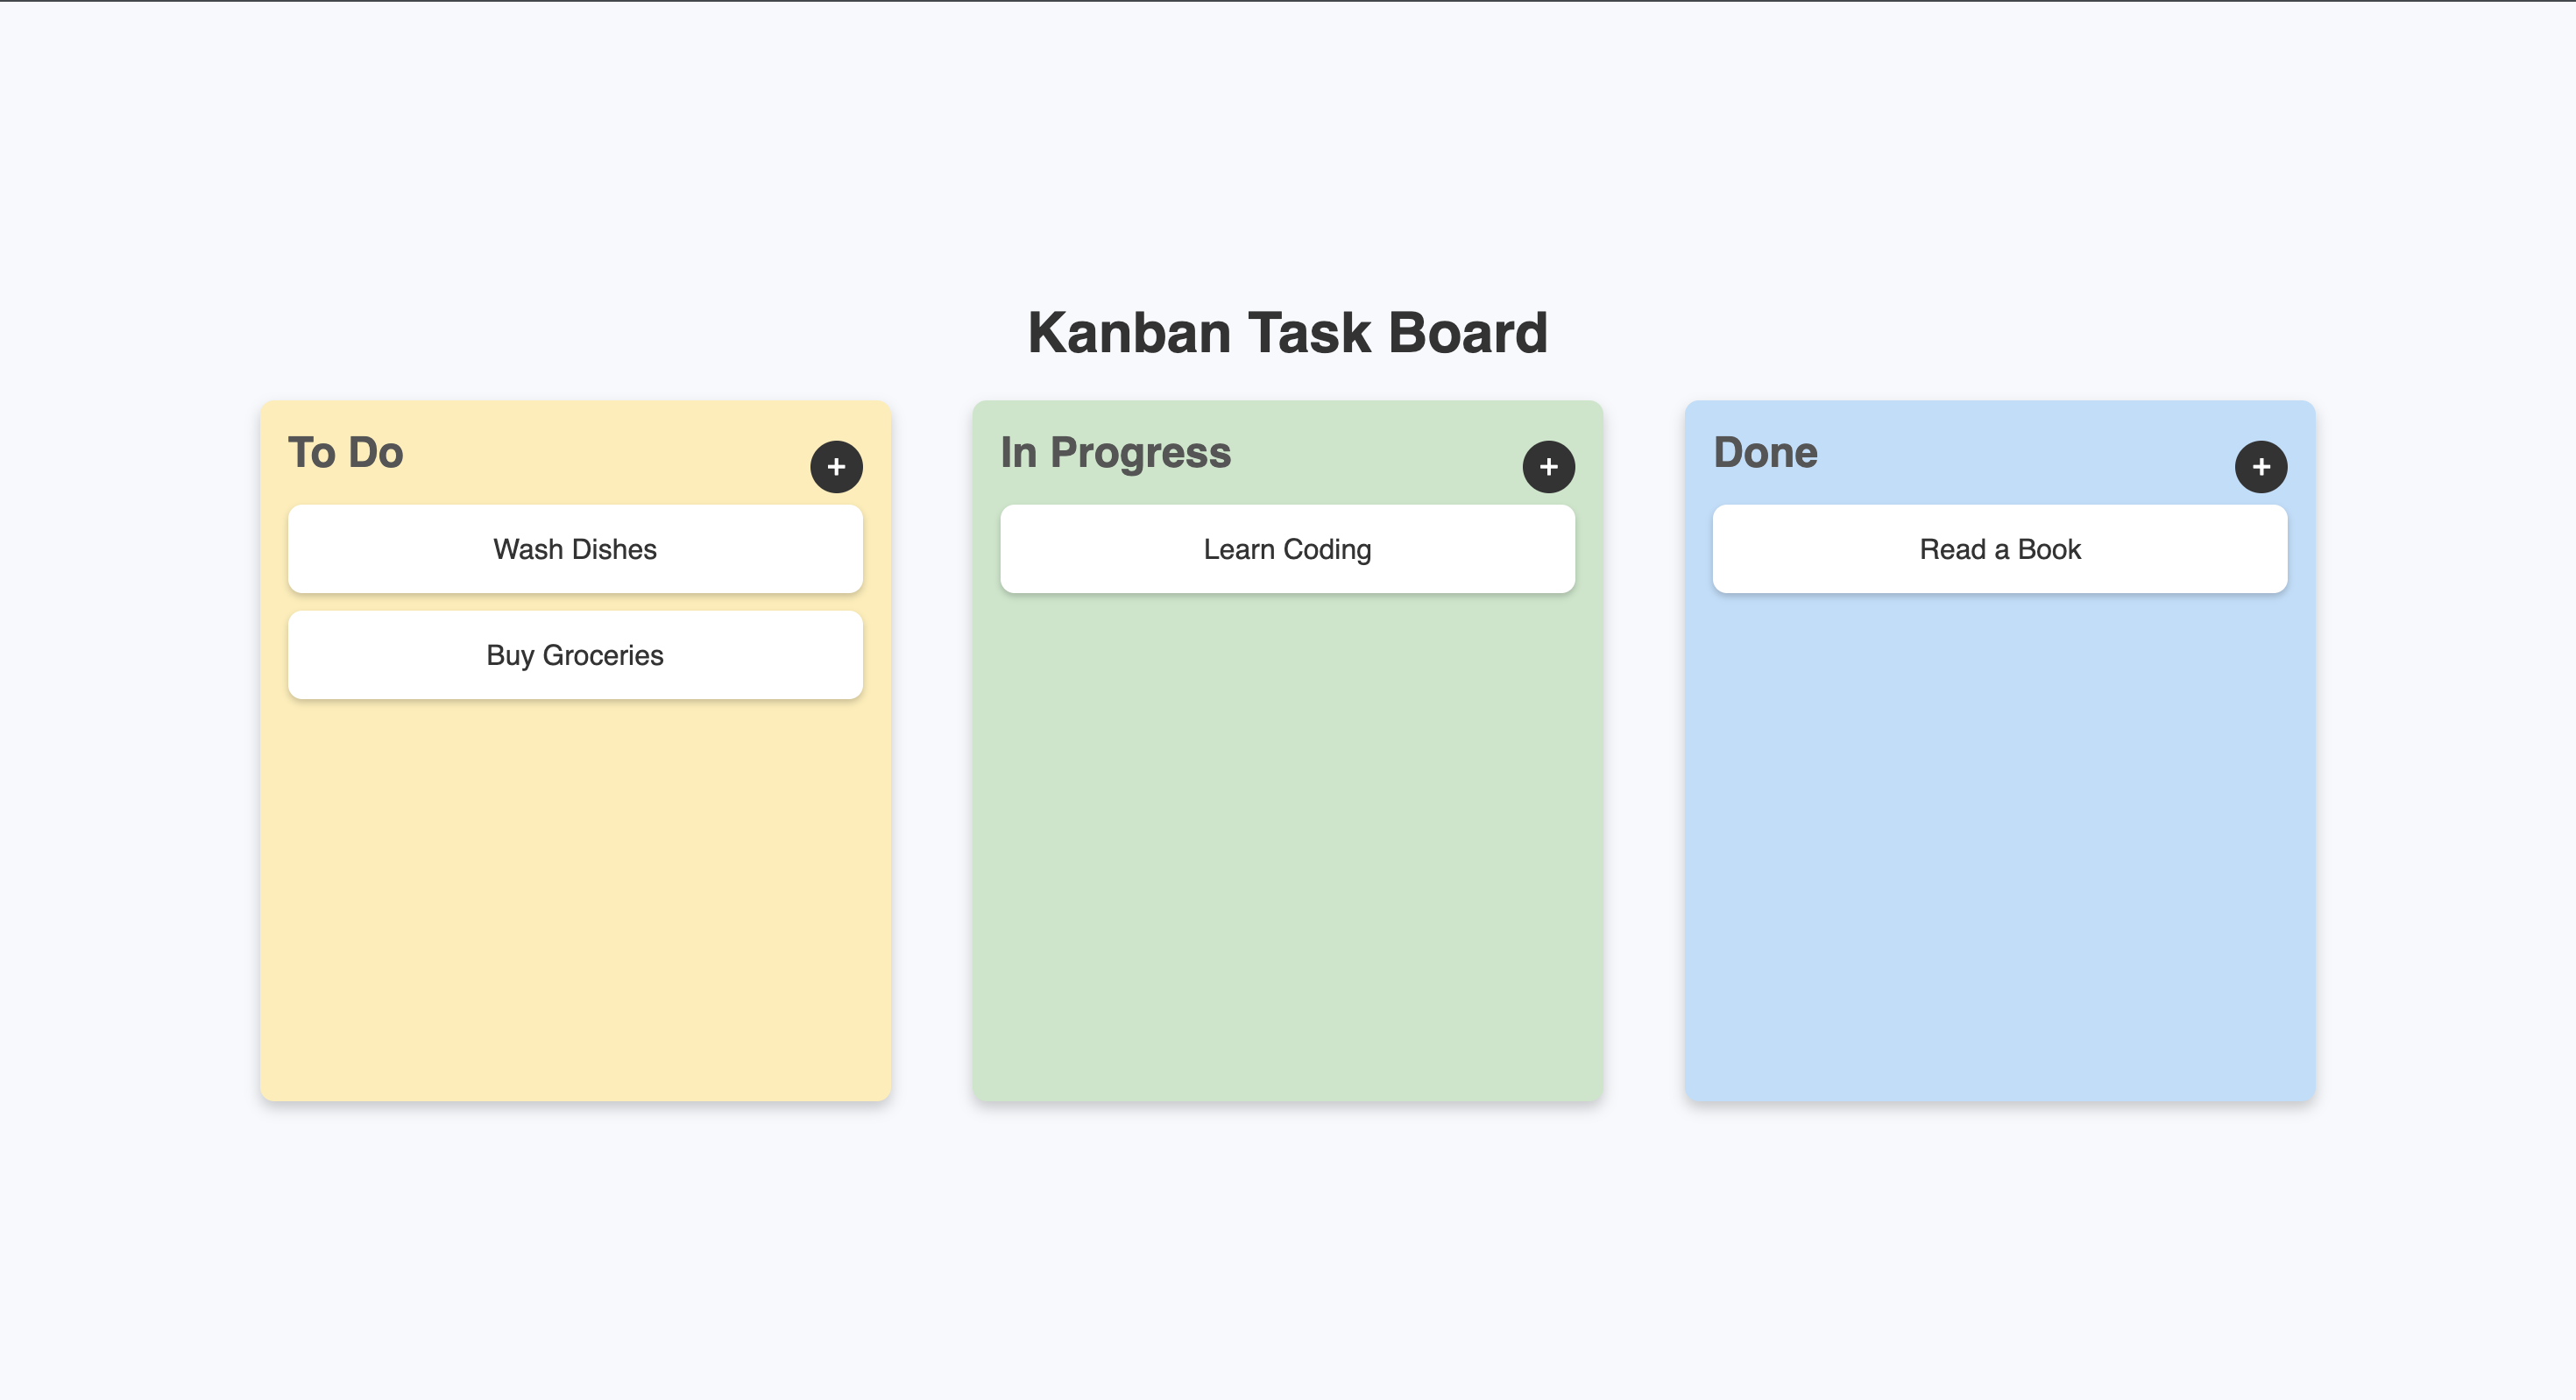 Kanban Task Board
To Do
+
Wash Dishes
Buy Groceries
In Progress
+
Learn Coding
Done
+
Read a Book